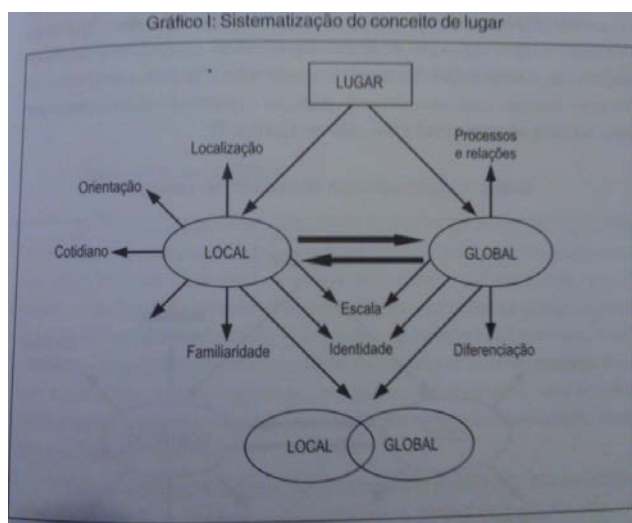 Gráfico I: Sistematização do conceito de lugar
LUGAR
Processos
e relações
Localização
Orientação
Cotidiano
LOCAL
GLOBAL
Escala
Familiaridade
Identidade
Diferenciação
LOCAL
GLOBAL